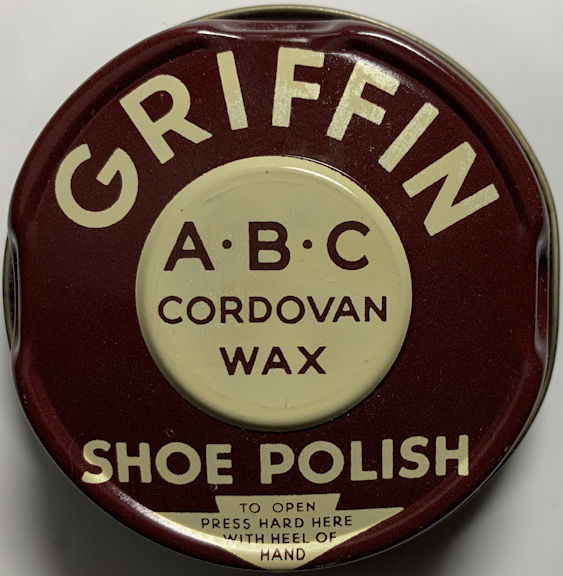 GRIFFIN
A·B·C
CORDOVAN
WAX
SHOE POLISH
TO OPEN
PRESS HARD HERE
WITH HEEL OF
HAND